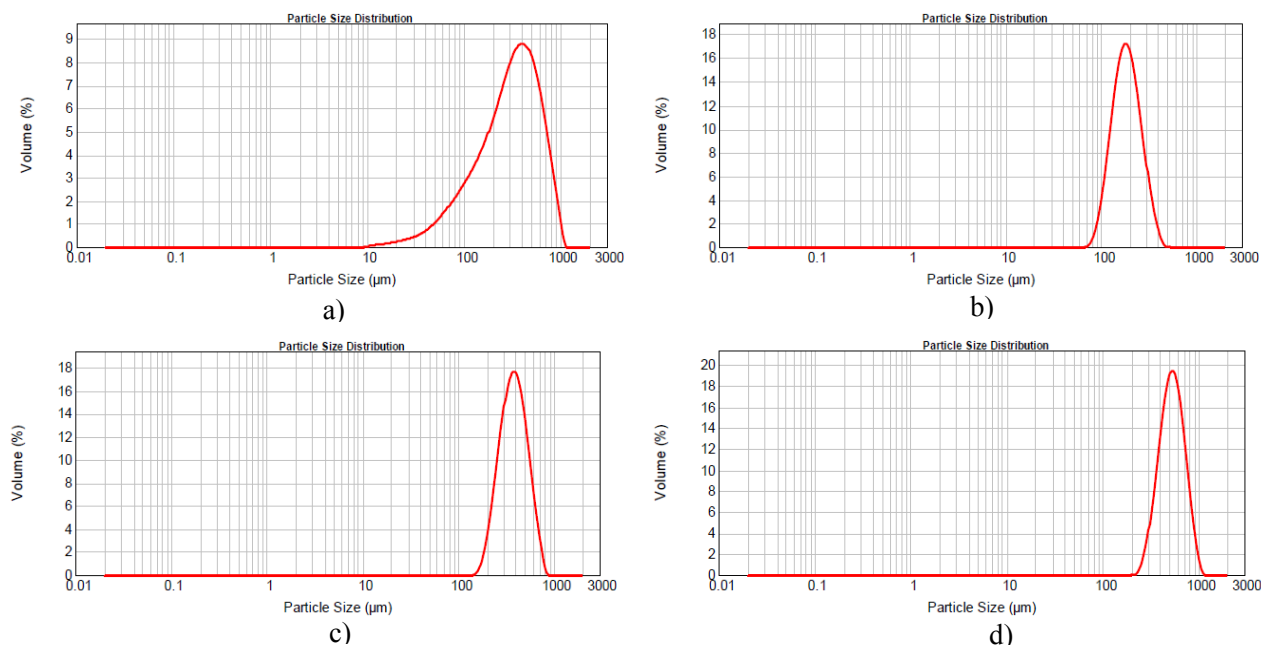 Particle Size Distribution
9
8
7
6
5
4
3
2
1
0
0.01 0.1 1 10 100 1000 3000
Volume (%)
Particle Size (µm)
a)
Particle Size Distribution
18
16
14
12
10
8
6
4
2
0
0.01 0.1 1 10 100 1000 3000
Volume (%)
Particle Size (µm)
b)
Particle Size Distribution
18
16
14
12
10
8
6
4
2
0
0.01 0.1 1 10 100 1000 3000
Volume (%)
Particle Size (µm)
c)
Particle Size Distribution
20
18
16
14
12
10
8
6
4
2
0
0.01 0.1 1 10 100 1000 3000
Volume (%)
Particle Size (µm)
d)